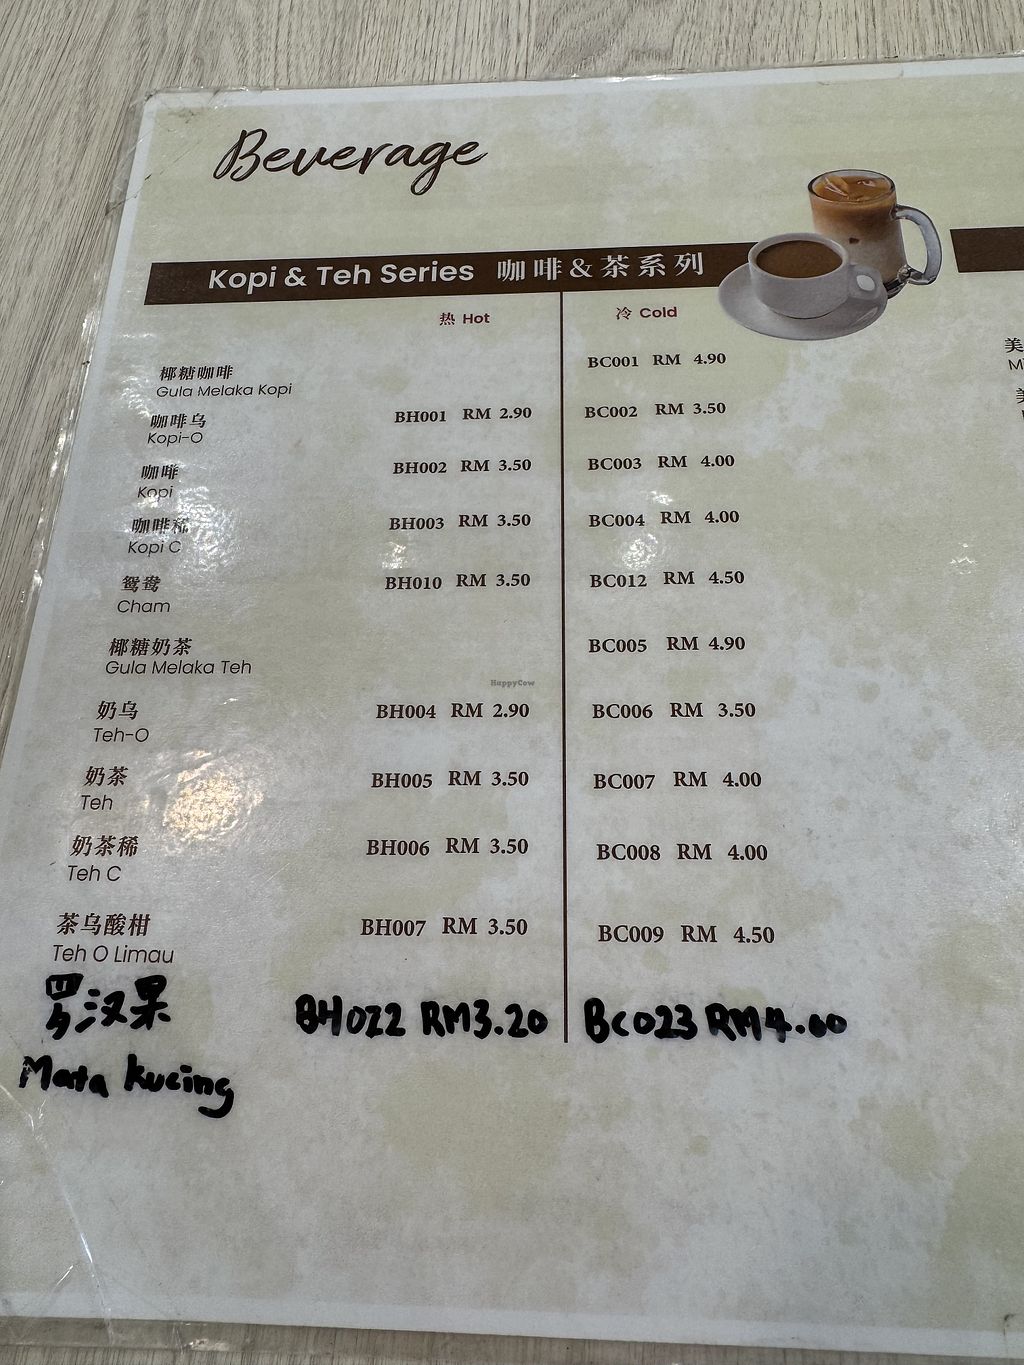 Beverage
Kopi & Teh Series 咖啡&茶系列
热 Hot 冷 Cold
椰糖咖啡 BC001 RM 4.90
Gula Melaka Kopi
咖啡乌 BH001 RM 2.90 BC002 RM 3.50
Kopi-O
咖啡 BH002 RM 3.50 BC003 RM 4.00
Kopi
咖啡稀 BH003 RM 3.50 BC004 RM 4.00
Kopi C
鸳鸯 BH010 RM 3.50 BC012 RM 4.50
Cham
椰糖奶茶 BC005 RM 4.90
Gula Melaka Teh
HappyCow
奶乌 BH004 RM 2.90 BC006 RM 3.50
Teh-O
奶茶 BH005 RM 3.50 BC007 RM 4.00
Teh
奶茶稀 BH006 RM 3.50 BC008 RM 4.00
Teh C
茶乌酸柑 BH007 RM 3.50 BC009 RM 4.50
Teh O Limau
罗汉果 BH022 RM3.20 BC023 RM4.00
Mata kucing
美
M